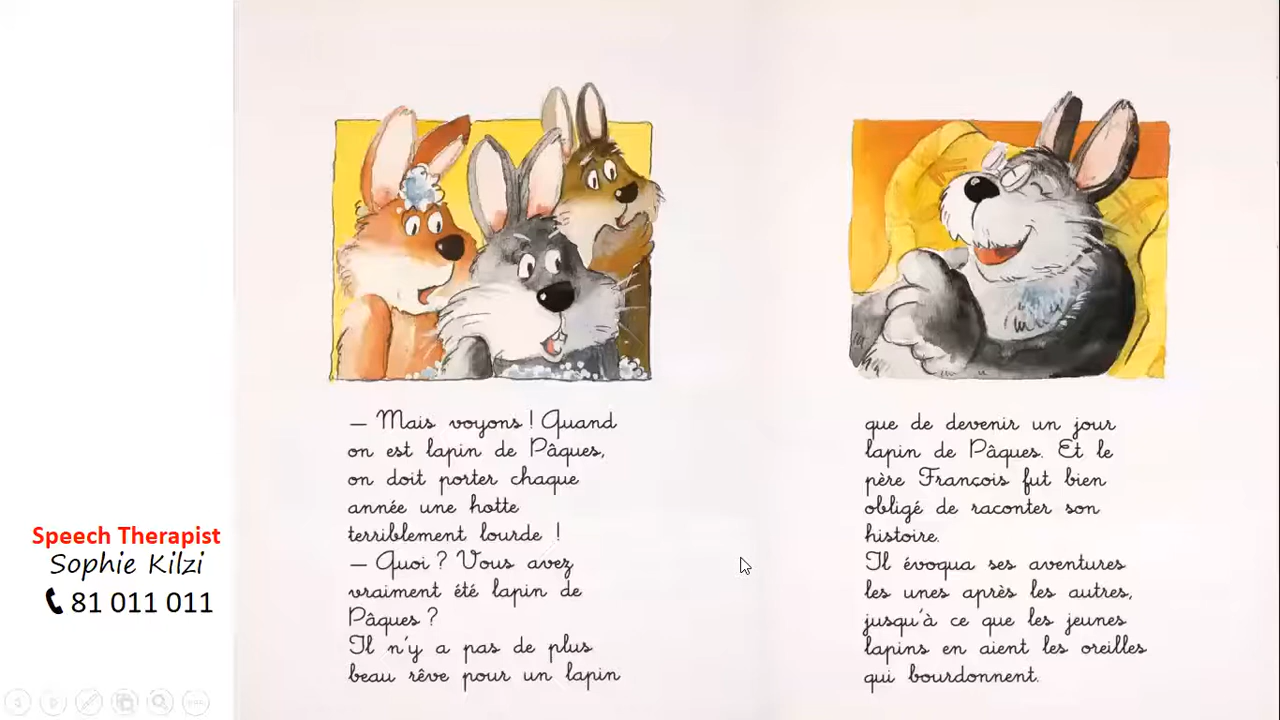 — Mais voyons ! Quand
on est lapin de Pâques,
on doit porter chaque
année une hotte
terriblement lourde !
— Quoi ? Vous avez
vraiment été lapin de
Pâques ?
Il n'y a pas de plus
beau rêve pour un lapin
que de devenir un jour
lapin de Pâques. Et le
père François fut bien
obligé de raconter son
histoire.
Il évoqua ses aventures
les unes après les autres,
jusqu'à ce que les jeunes
lapins en aient les oreilles
qui bourdonnent.
Speech Therapist
Sophie Kilzi
81 011 011